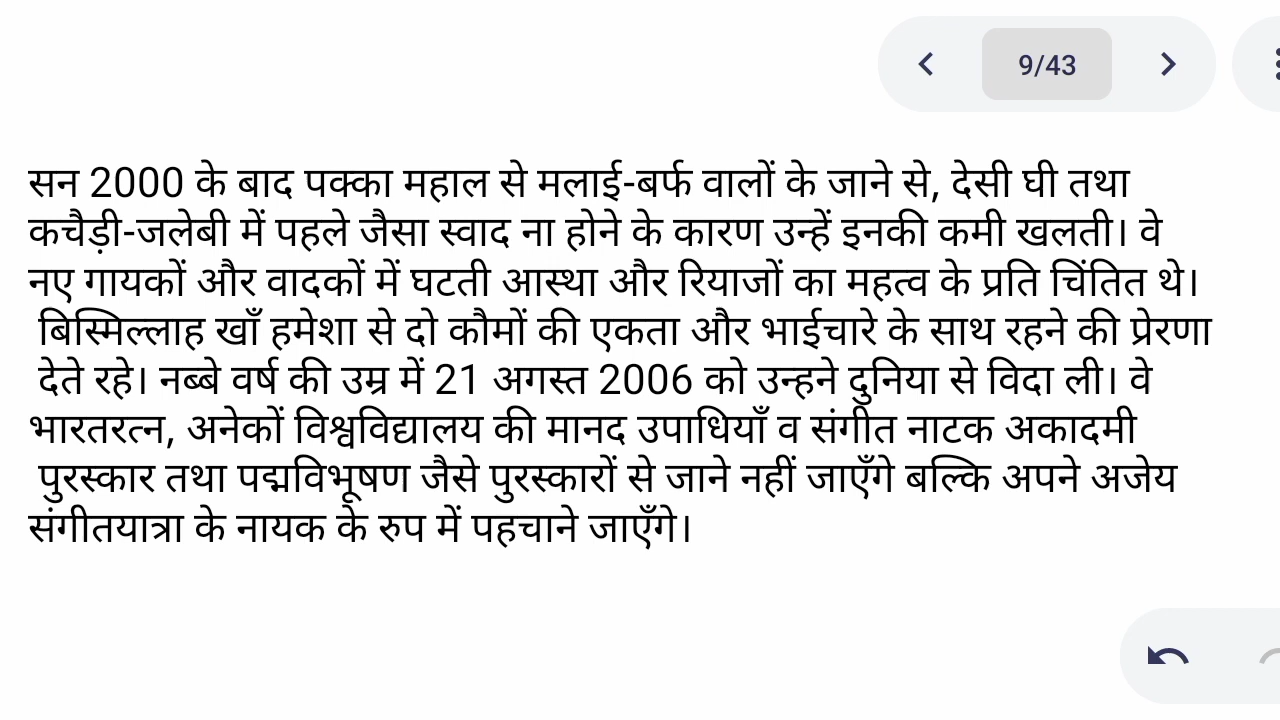 9/43
सन 2000 के बाद पक्का महाल से मलाई-बर्फ वालों के जाने से, देसी घी तथा
कचैड़ी-जलेबी में पहले जैसा स्वाद ना होने के कारण उन्हें इनकी कमी खलती। वे
नए गायकों और वादकों में घटती आस्था और रियाजों का महत्व के प्रति चिंतित थे।
बिस्मिल्लाह खाँ हमेशा से दो कौमों की एकता और भाईचारे के साथ रहने की प्रेरणा
देते रहे। नब्बे वर्ष की उम्र में 21 अगस्त 2006 को उन्हने दुनिया से विदा ली। वे
भारतरत्न, अनेकों विश्वविद्यालय की मानद उपाधियाँ व संगीत नाटक अकादमी
पुरस्कार तथा पद्मविभूषण जैसे पुरस्कारों से जाने नहीं जाएँगे बल्कि अपने अजेय
संगीतयात्रा के नायक के रुप में पहचाने जाएँगे।